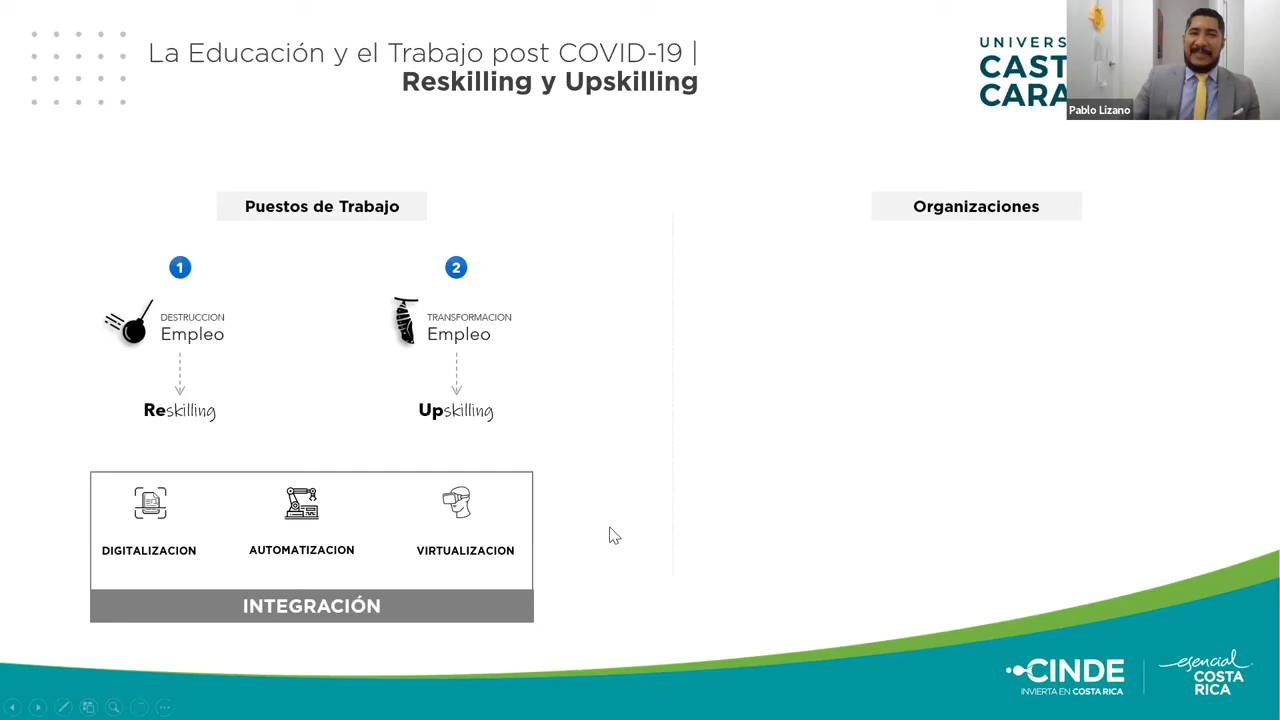 La Educación y el Trabajo post COVID-19 |
Reskilling y Upskilling
UNIVERS
CAST
CARA
Pablo Lizano
Puestos de Trabajo
Organizaciones
1
2
DESTRUCCION
Empleo
TRANSFORMACION
Empleo
Reskilling
Upskilling
DIGITALIZACION
AUTOMATIZACION
VIRTUALIZACION
INTEGRACIÓN
CINDE
INVIERTA EN COSTA RICA
esencial
COSTA
RICA